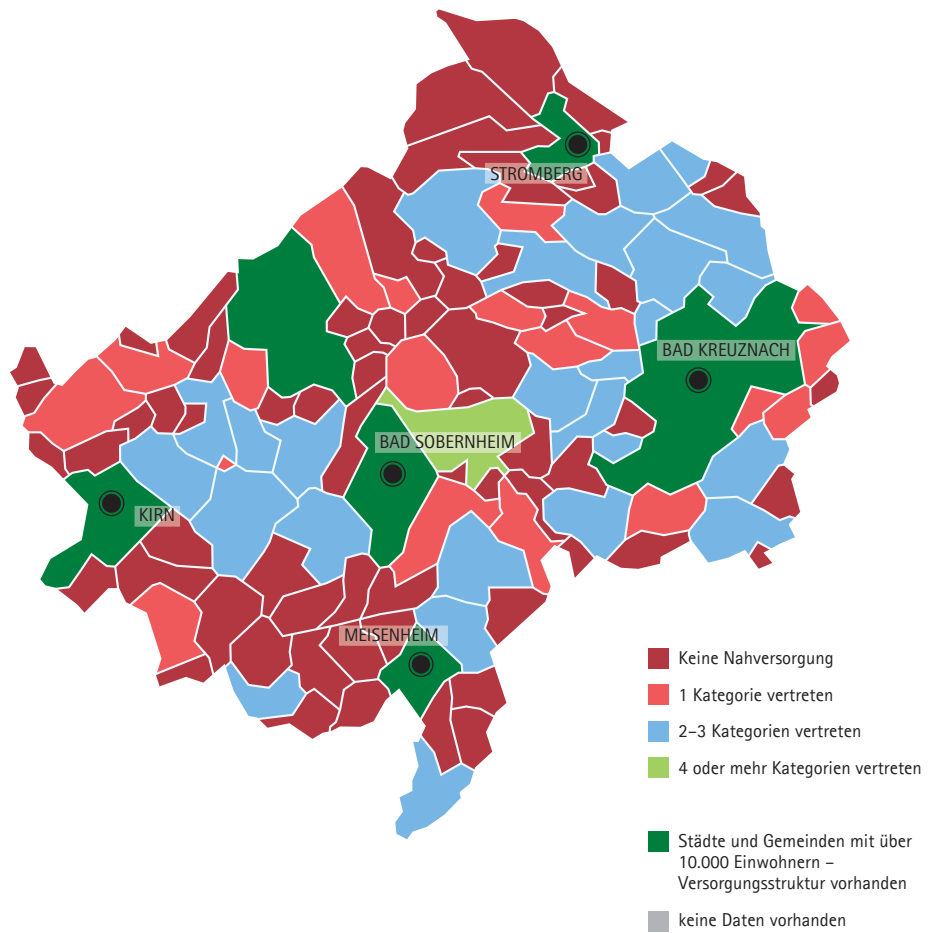 STROMBERG
BAD KREUZNACH
BAD SOBERNHEIM
KIRN
MEISENHEIM
Keine Nahversorgung
1 Kategorie vertreten
2–3 Kategorien vertreten
4 oder mehr Kategorien vertreten
Städte und Gemeinden mit über
10.000 Einwohnern –
Versorgungsstruktur vorhanden
keine Daten vorhanden